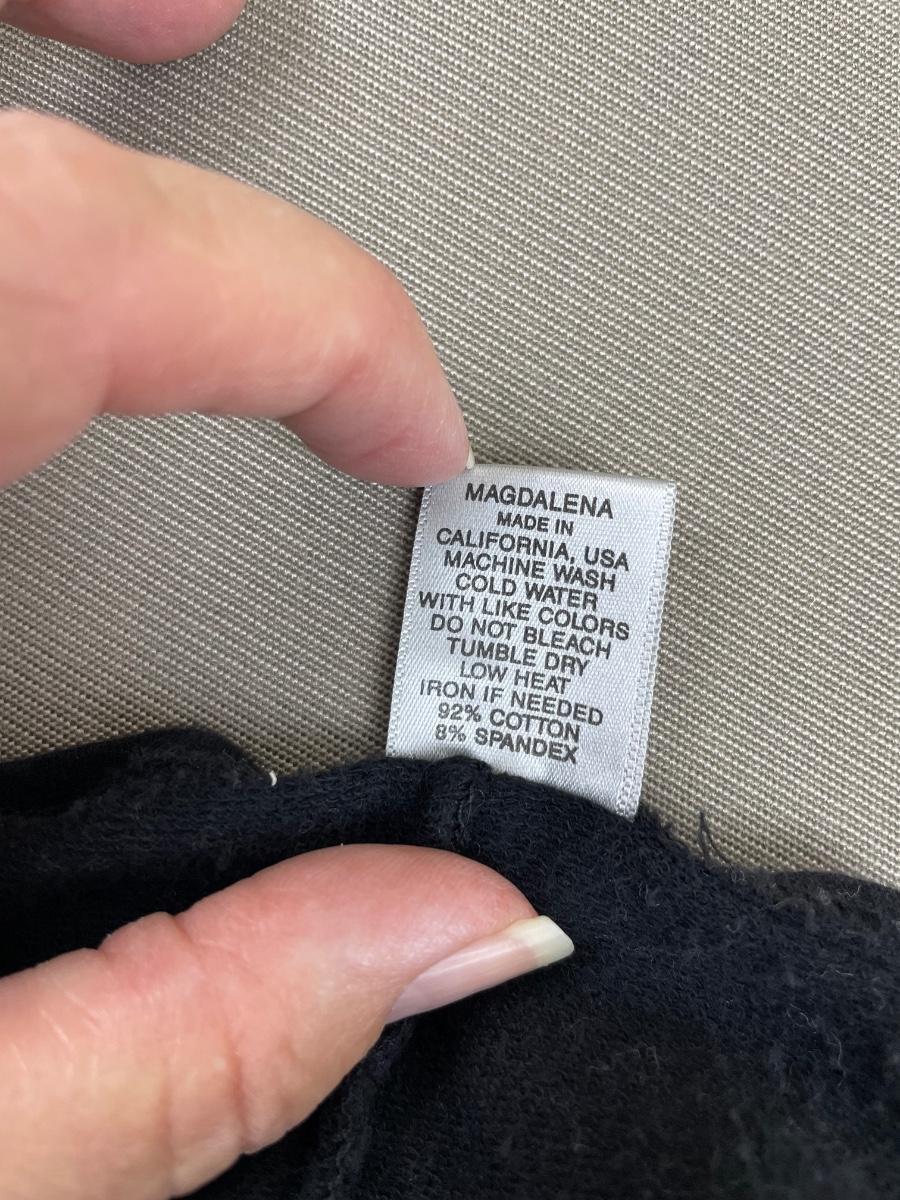 MAGDALENA
MADE IN
CALIFORNIA, USA
MACHINE WASH
COLD WATER
WITH LIKE COLORS
DO NOT BLEACH
TUMBLE DRY
LOW HEAT
IRON IF NEEDED
92% COTTON
8% SPANDEX